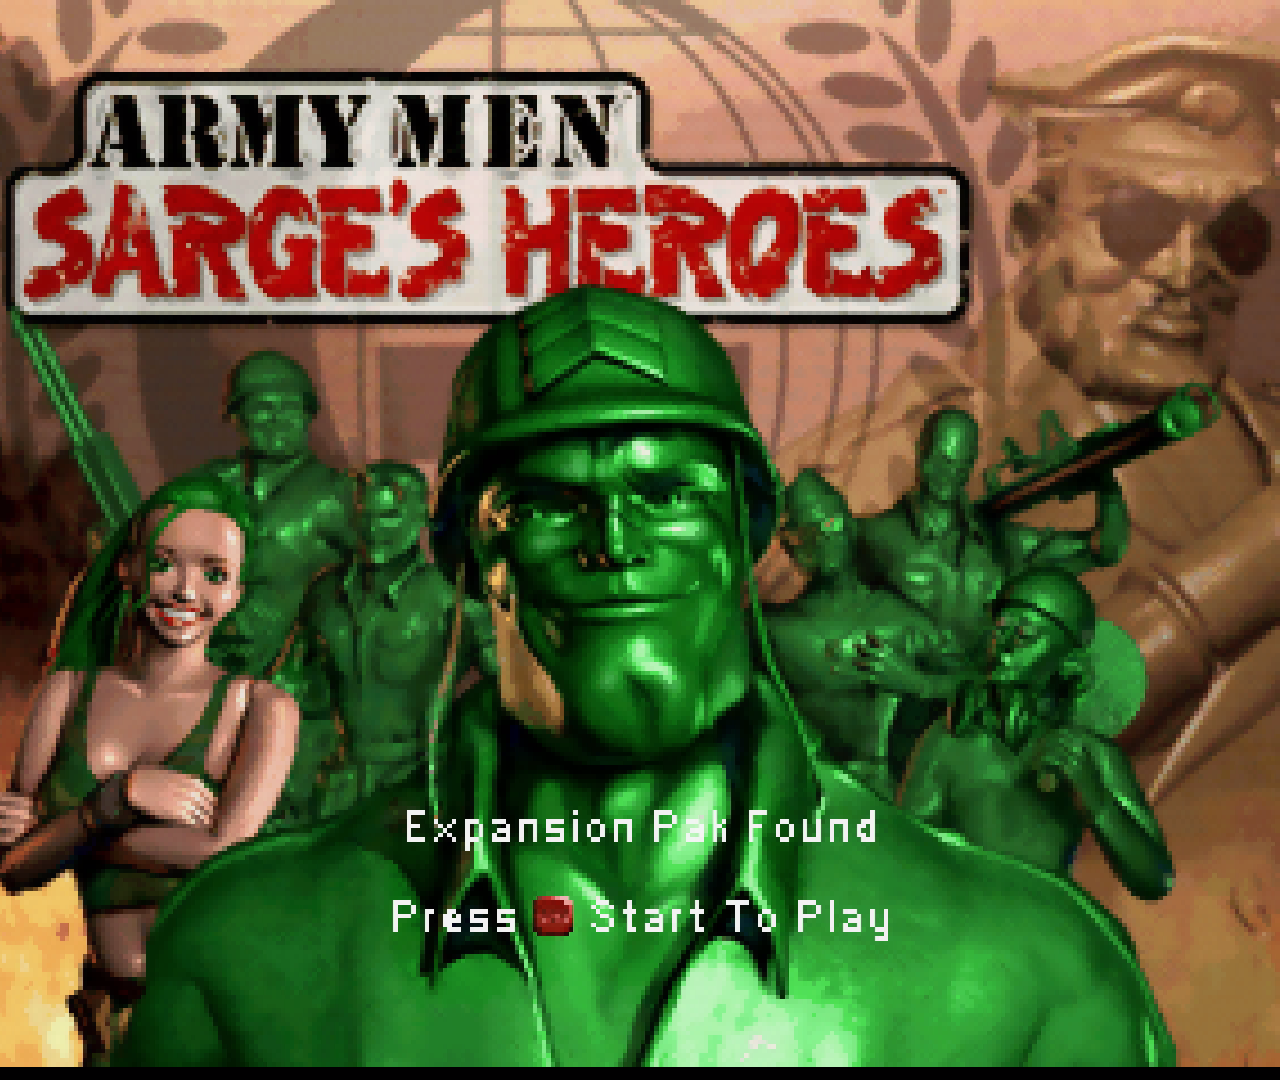 ARMY MEN
SARGE'S HEROES
Expansion Pak Found
Press Start To Play